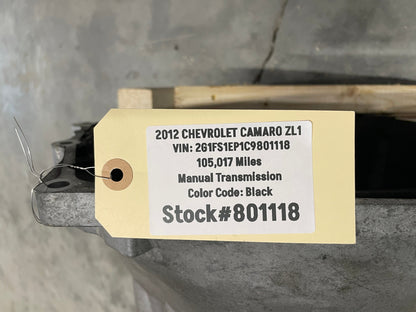 2012 CHEVROLET CAMARO ZL1
VIN: 2G1FS1EP1C9801118
105,017 Miles
Manual Transmission
Color Code: Black
Stock#801118